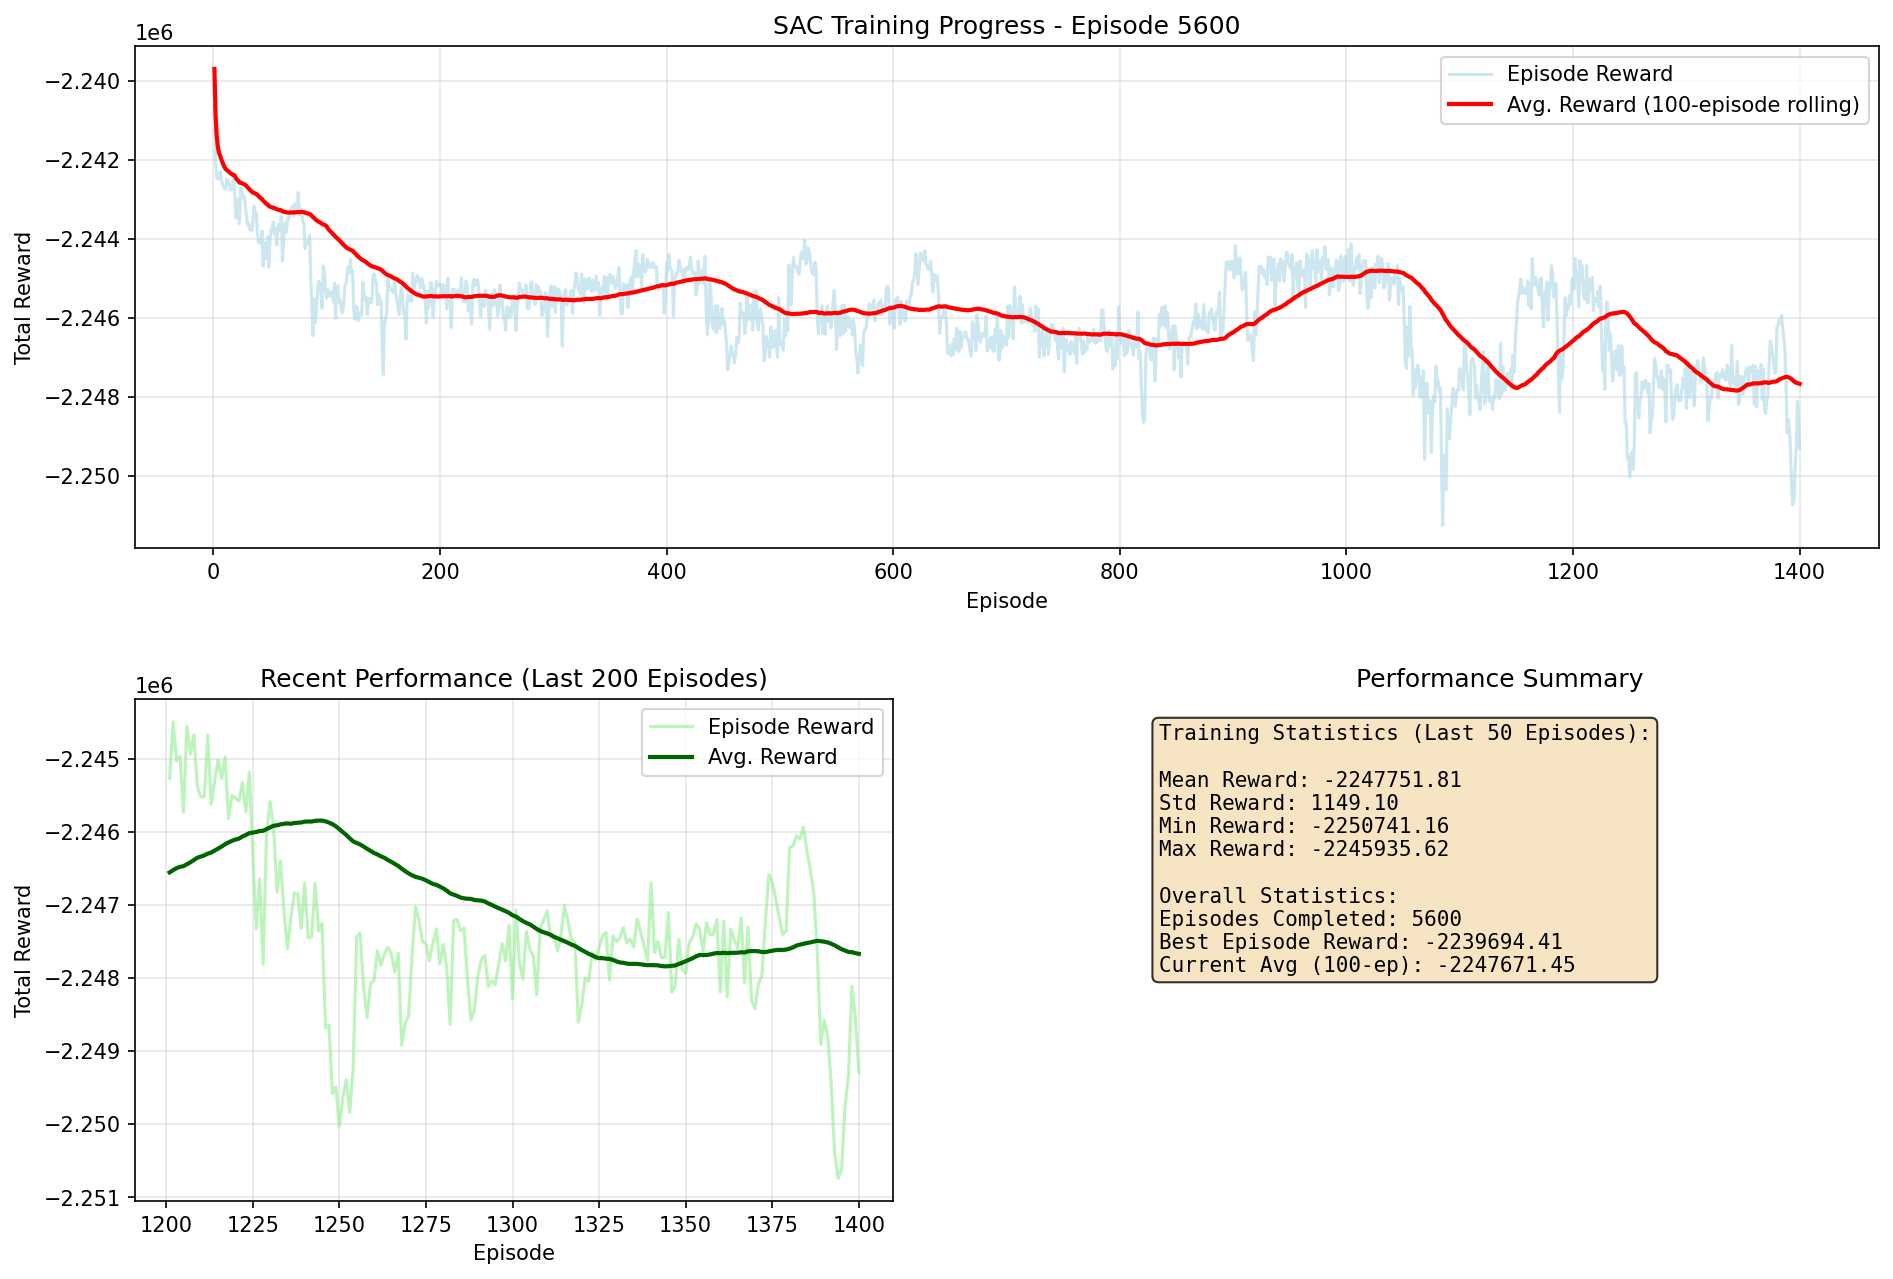 SAC Training Progress - Episode 5600
1e6
−2.240
−2.242
−2.244
−2.246
−2.248
−2.250
Total Reward
Episode Reward
Avg. Reward (100-episode rolling)
0 200 400 600 800 1000 1200 1400
Episode
Recent Performance (Last 200 Episodes)
1e6
−2.245
−2.246
−2.247
−2.248
−2.249
−2.250
−2.251
Total Reward
Episode Reward
Avg. Reward
1200 1225 1250 1275 1300 1325 1350 1375 1400
Episode
Performance Summary
Training Statistics (Last 50 Episodes):
Mean Reward: -2247751.81
Std Reward: 1149.10
Min Reward: -2250741.16
Max Reward: -2245935.62
Overall Statistics:
Episodes Completed: 5600
Best Episode Reward: -2239694.41
Current Avg (100-ep): -2247671.45